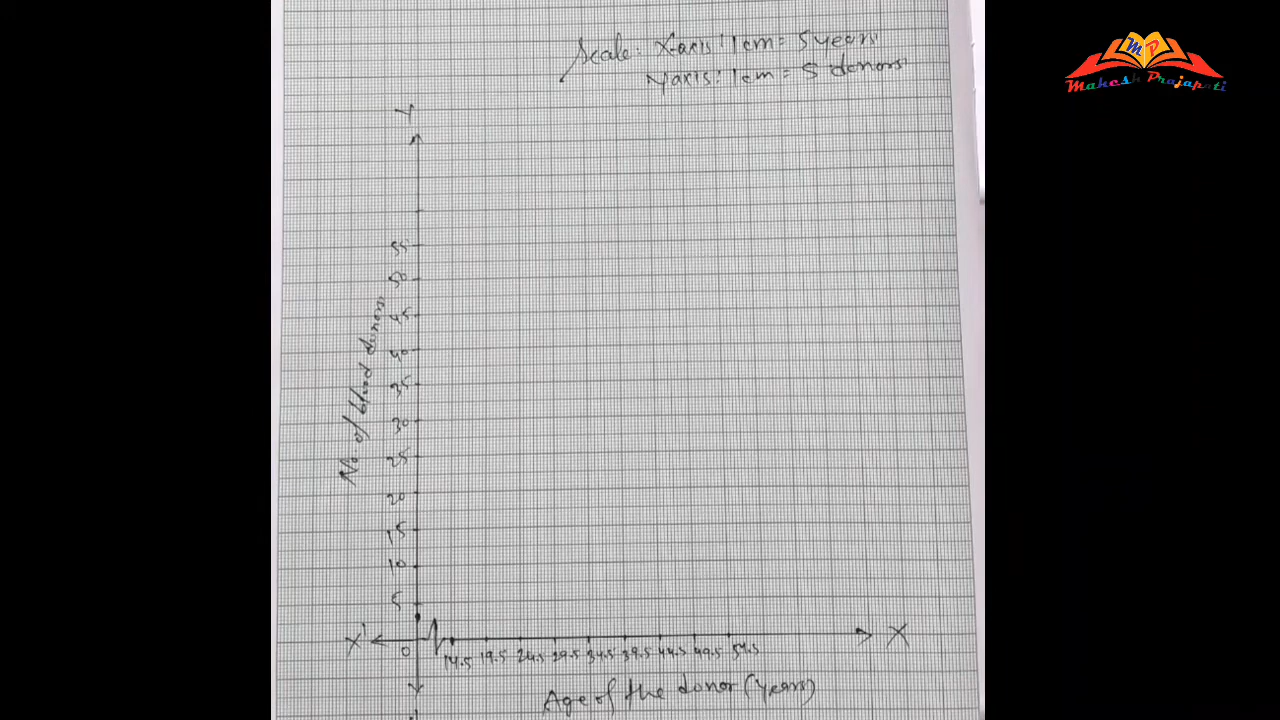 Scale: X-axis: 1cm = 5 years
Y-axis: 1cm = 5 donors
MP
Mahesh Prajapati
Y
55
50
45
40
35
30
25
20
15
10
5
No of blood donors
X'
0
14.5 19.5 24.5 29.5 34.5 39.5 44.5 49.5 54.5
X
Age of the donor (years)